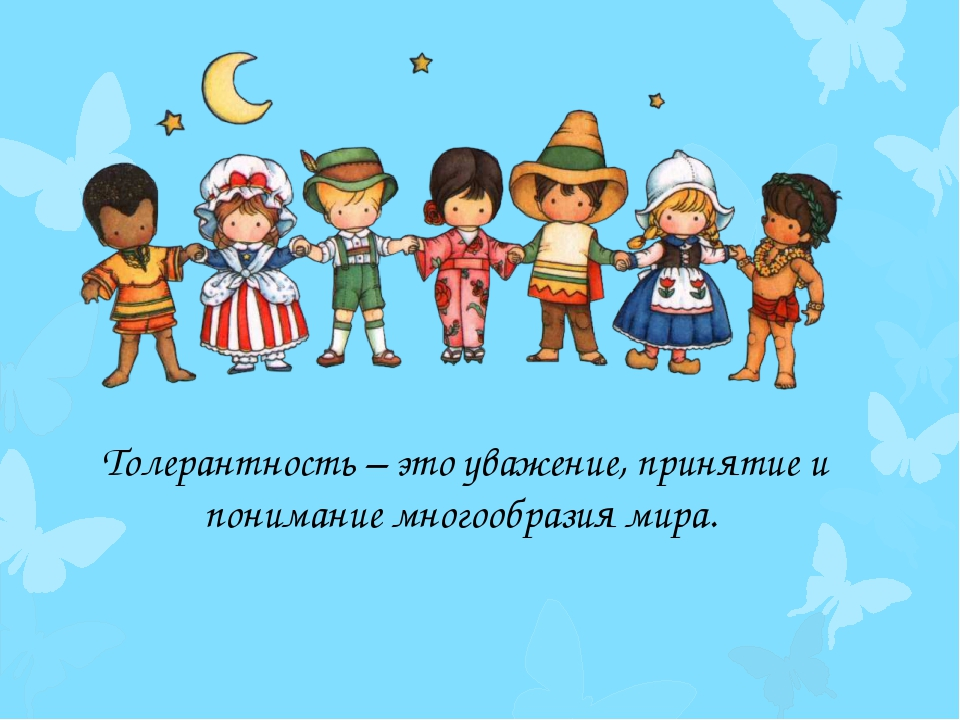 Толерантность – это уважение, принятие и
понимание многообразия мира.